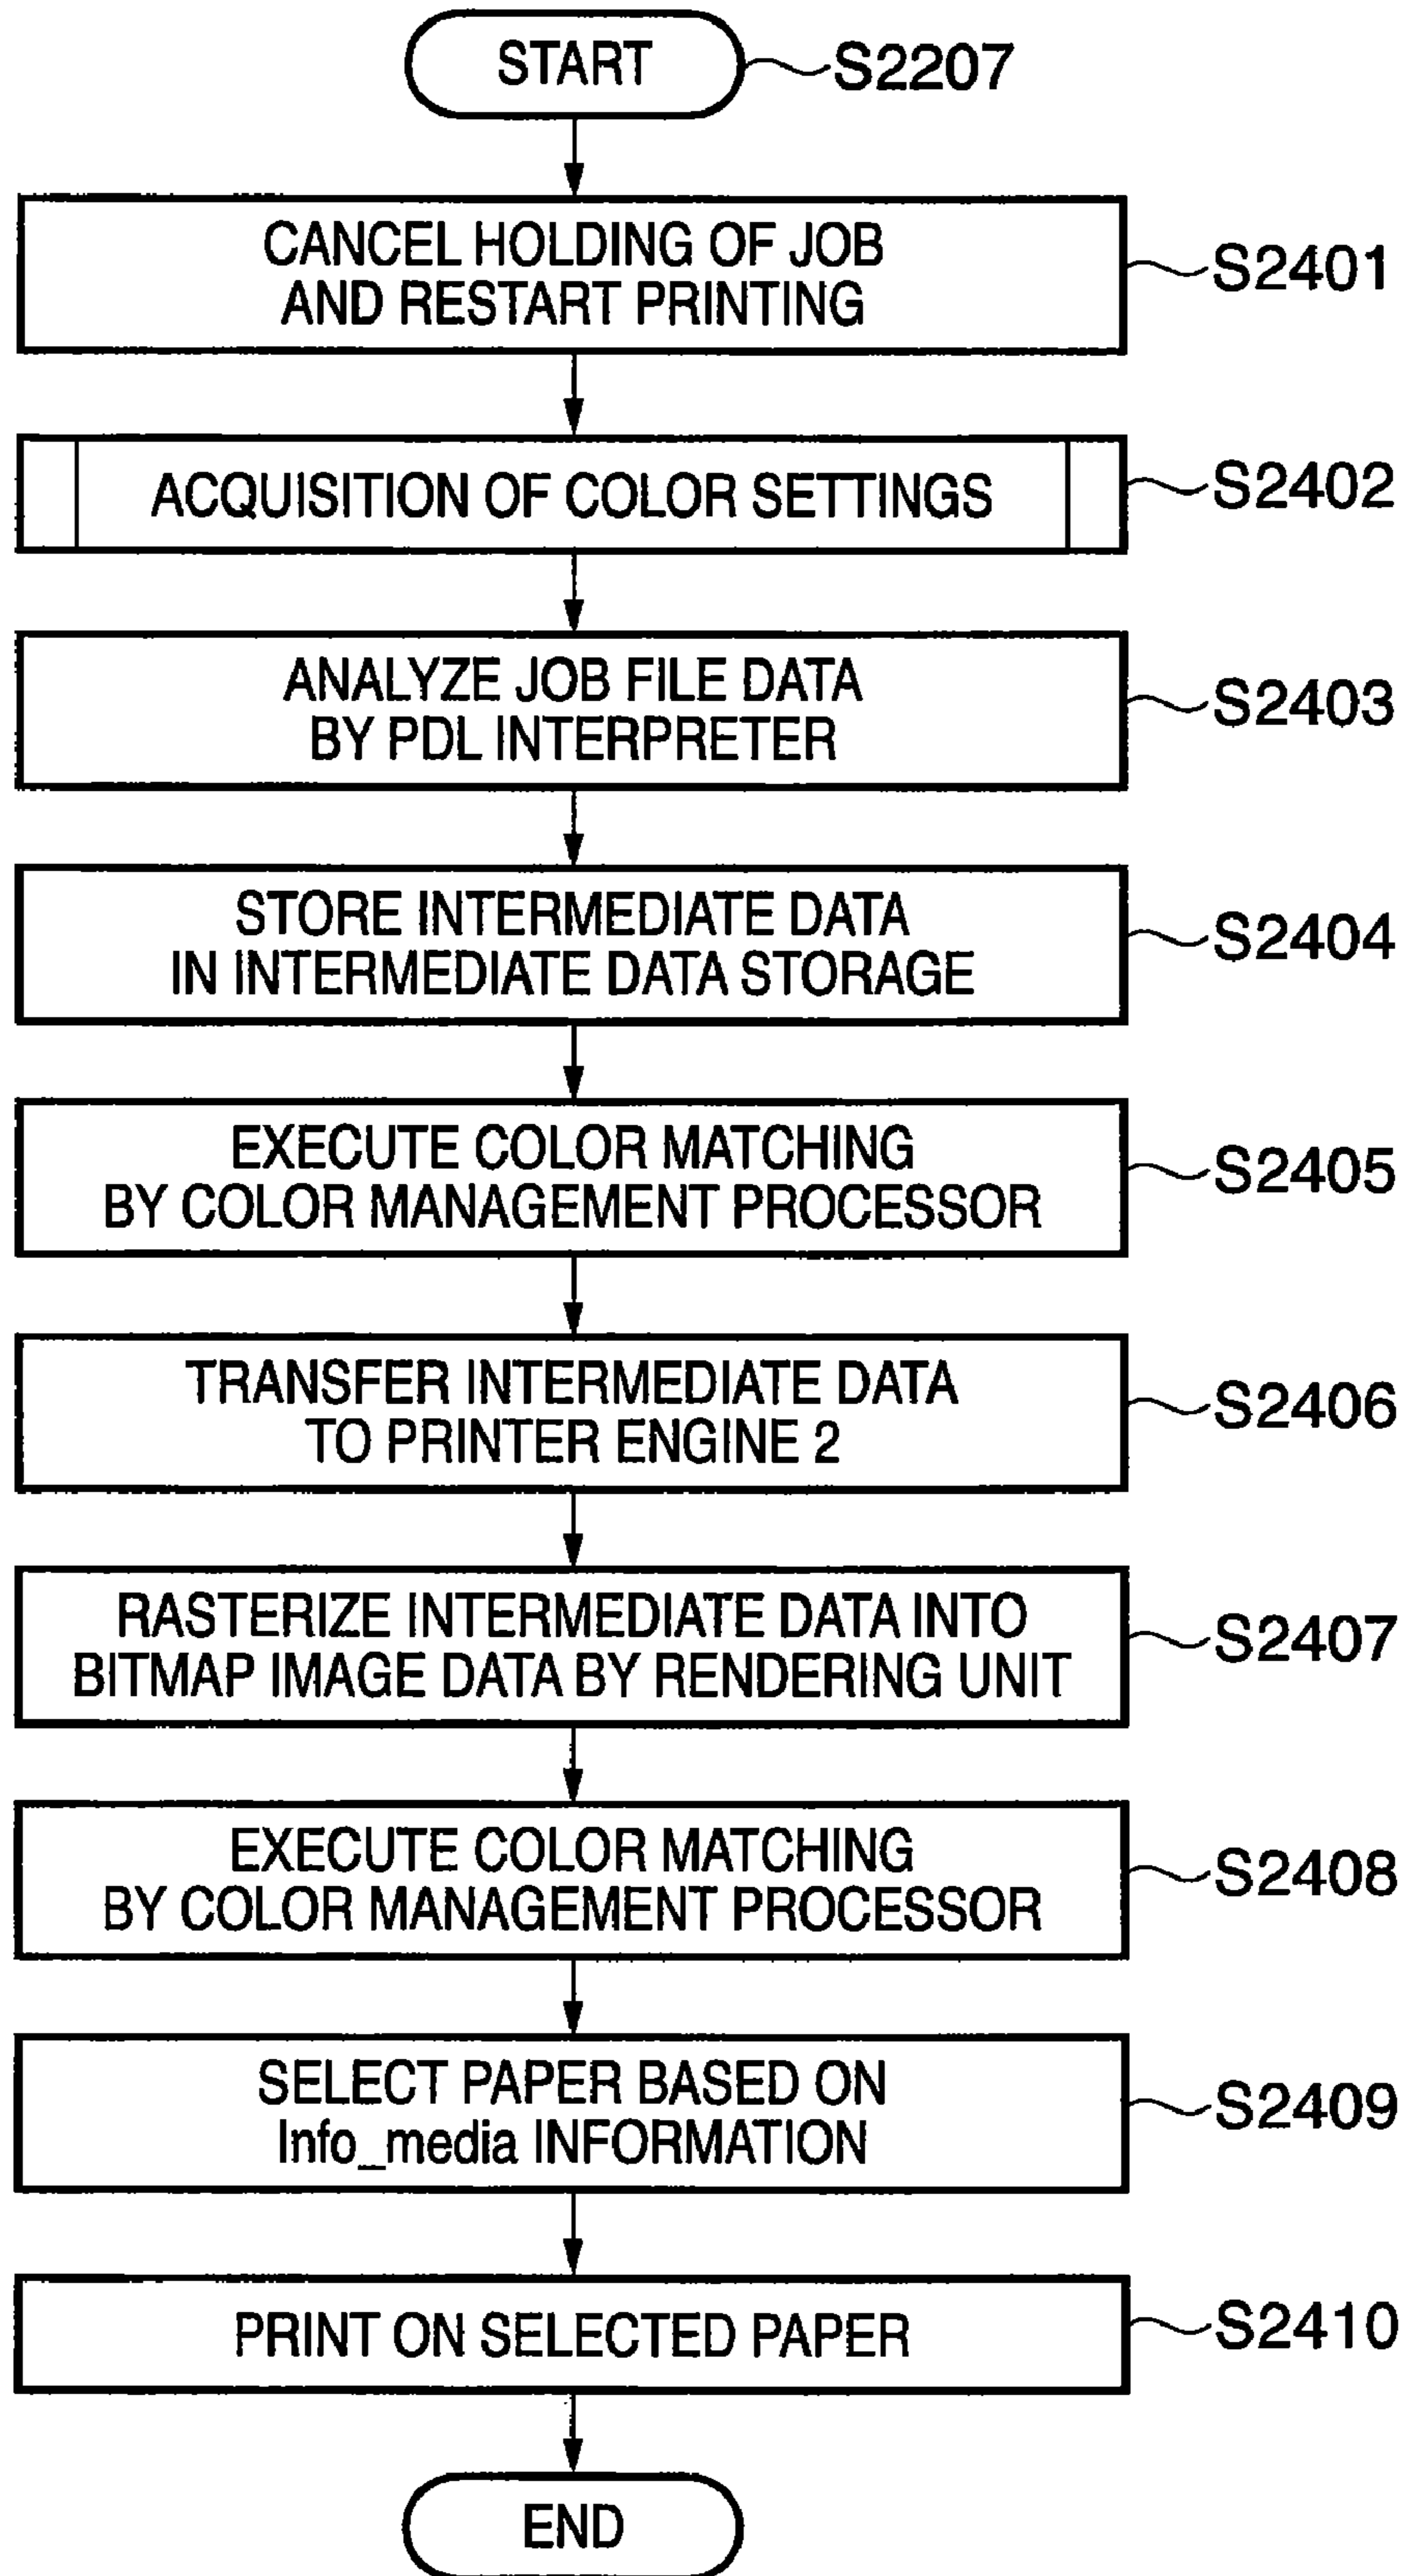 START
S2207
CANCEL HOLDING OF JOB
AND RESTART PRINTING
S2401
ACQUISITION OF COLOR SETTINGS
S2402
ANALYZE JOB FILE DATA
BY PDL INTERPRETER
S2403
STORE INTERMEDIATE DATA
IN INTERMEDIATE DATA STORAGE
S2404
EXECUTE COLOR MATCHING
BY COLOR MANAGEMENT PROCESSOR
S2405
TRANSFER INTERMEDIATE DATA
TO PRINTER ENGINE 2
S2406
RASTERIZE INTERMEDIATE DATA INTO
BITMAP IMAGE DATA BY RENDERING UNIT
S2407
EXECUTE COLOR MATCHING
BY COLOR MANAGEMENT PROCESSOR
S2408
SELECT PAPER BASED ON
Info_media INFORMATION
S2409
PRINT ON SELECTED PAPER
S2410
END